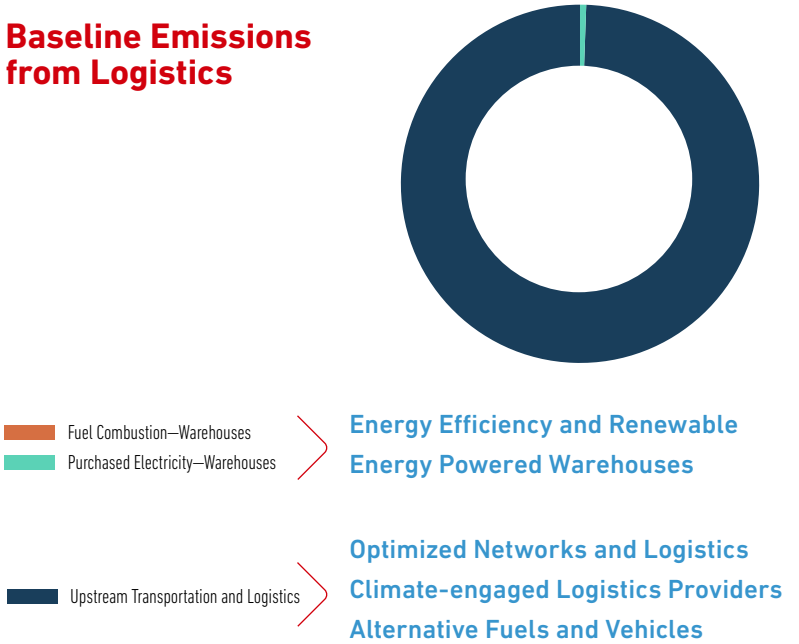 Baseline Emissions
from Logistics
Fuel Combustion—Warehouses
Purchased Electricity—Warehouses
Energy Efficiency and Renewable
Energy Powered Warehouses
Upstream Transportation and Logistics
Optimized Networks and Logistics
Climate-engaged Logistics Providers
Alternative Fuels and Vehicles